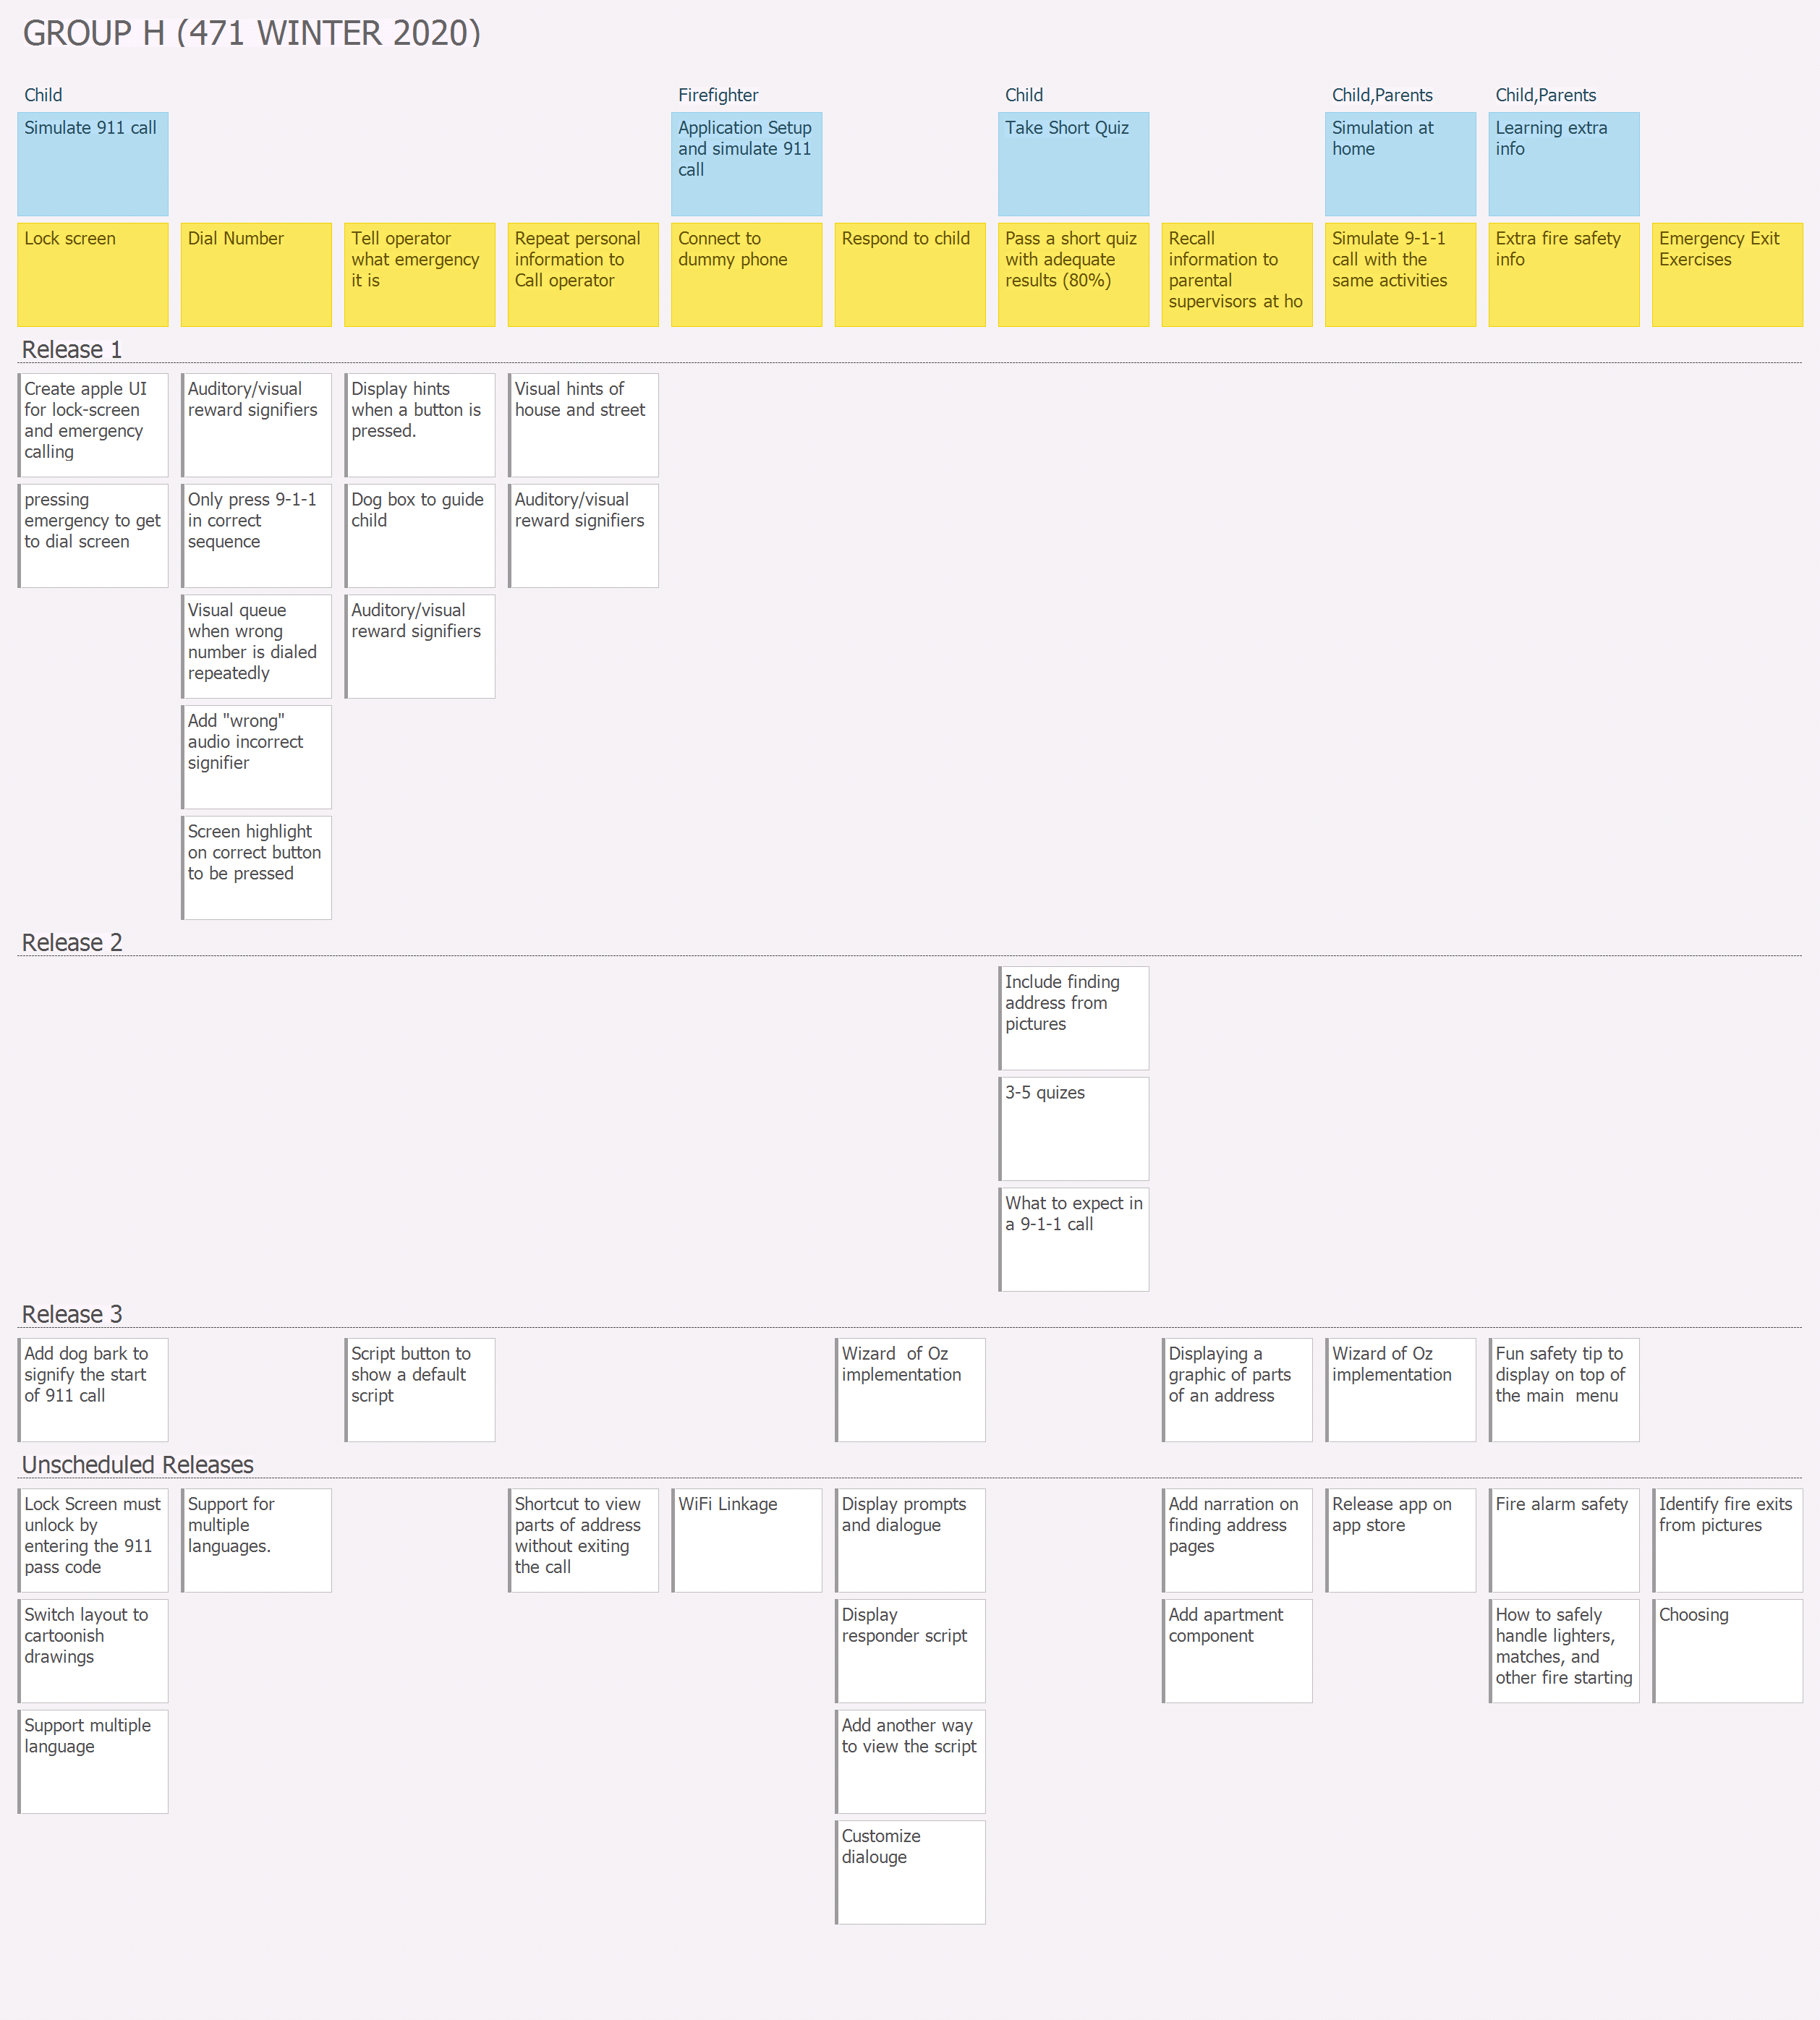 GROUP H (471 WINTER 2020)
Child
Firefighter
Child
Child,Parents
Child,Parents
Simulate 911 call
Application Setup
and simulate 911
call
Take Short Quiz
Simulation at
home
Learning extra
info
Lock screen
Dial Number
Tell operator
what emergency
it is
Repeat personal
information to
Call operator
Connect to
dummy phone
Respond to child
Pass a short quiz
with adequate
results (80%)
Recall
information to
parental
supervisors at ho
Simulate 9-1-1
call with the
same activities
Extra fire safety
info
Emergency Exit
Exercises
Release 1
Create apple UI
for lock-screen
and emergency
calling
Auditory/visual
reward signifiers
Display hints
when a button is
pressed.
Visual hints of
house and street
pressing
emergency to get
to dial screen
Only press 9-1-1
in correct
sequence
Dog box to guide
child
Auditory/visual
reward signifiers
Visual queue
when wrong
number is dialed
repeatedly
Auditory/visual
reward signifiers
Add "wrong"
audio incorrect
signifier
Screen highlight
on correct button
to be pressed
Release 2
Include finding
address from
pictures
3-5 quizes
What to expect in
a 9-1-1 call
Release 3
Add dog bark to
signify the start
of 911 call
Script button to
show a default
script
Wizard  of Oz
implementation
Displaying a
graphic of parts
of an address
Wizard of Oz
implementation
Fun safety tip to
display on top of
the main  menu
Unscheduled Releases
Lock Screen must
unlock by
entering the 911
pass code
Support for
multiple
languages.
Shortcut to view
parts of address
without exiting
the call
WiFi Linkage
Display prompts
and dialogue
Add narration on
finding address
pages
Release app on
app store
Fire alarm safety
Identify fire exits
from pictures
Switch layout to
cartoonish
drawings
Display
responder script
Add apartment
component
How to safely
handle lighters,
matches, and
other fire starting
Choosing
Support multiple
language
Add another way
to view the script
Customize
dialouge